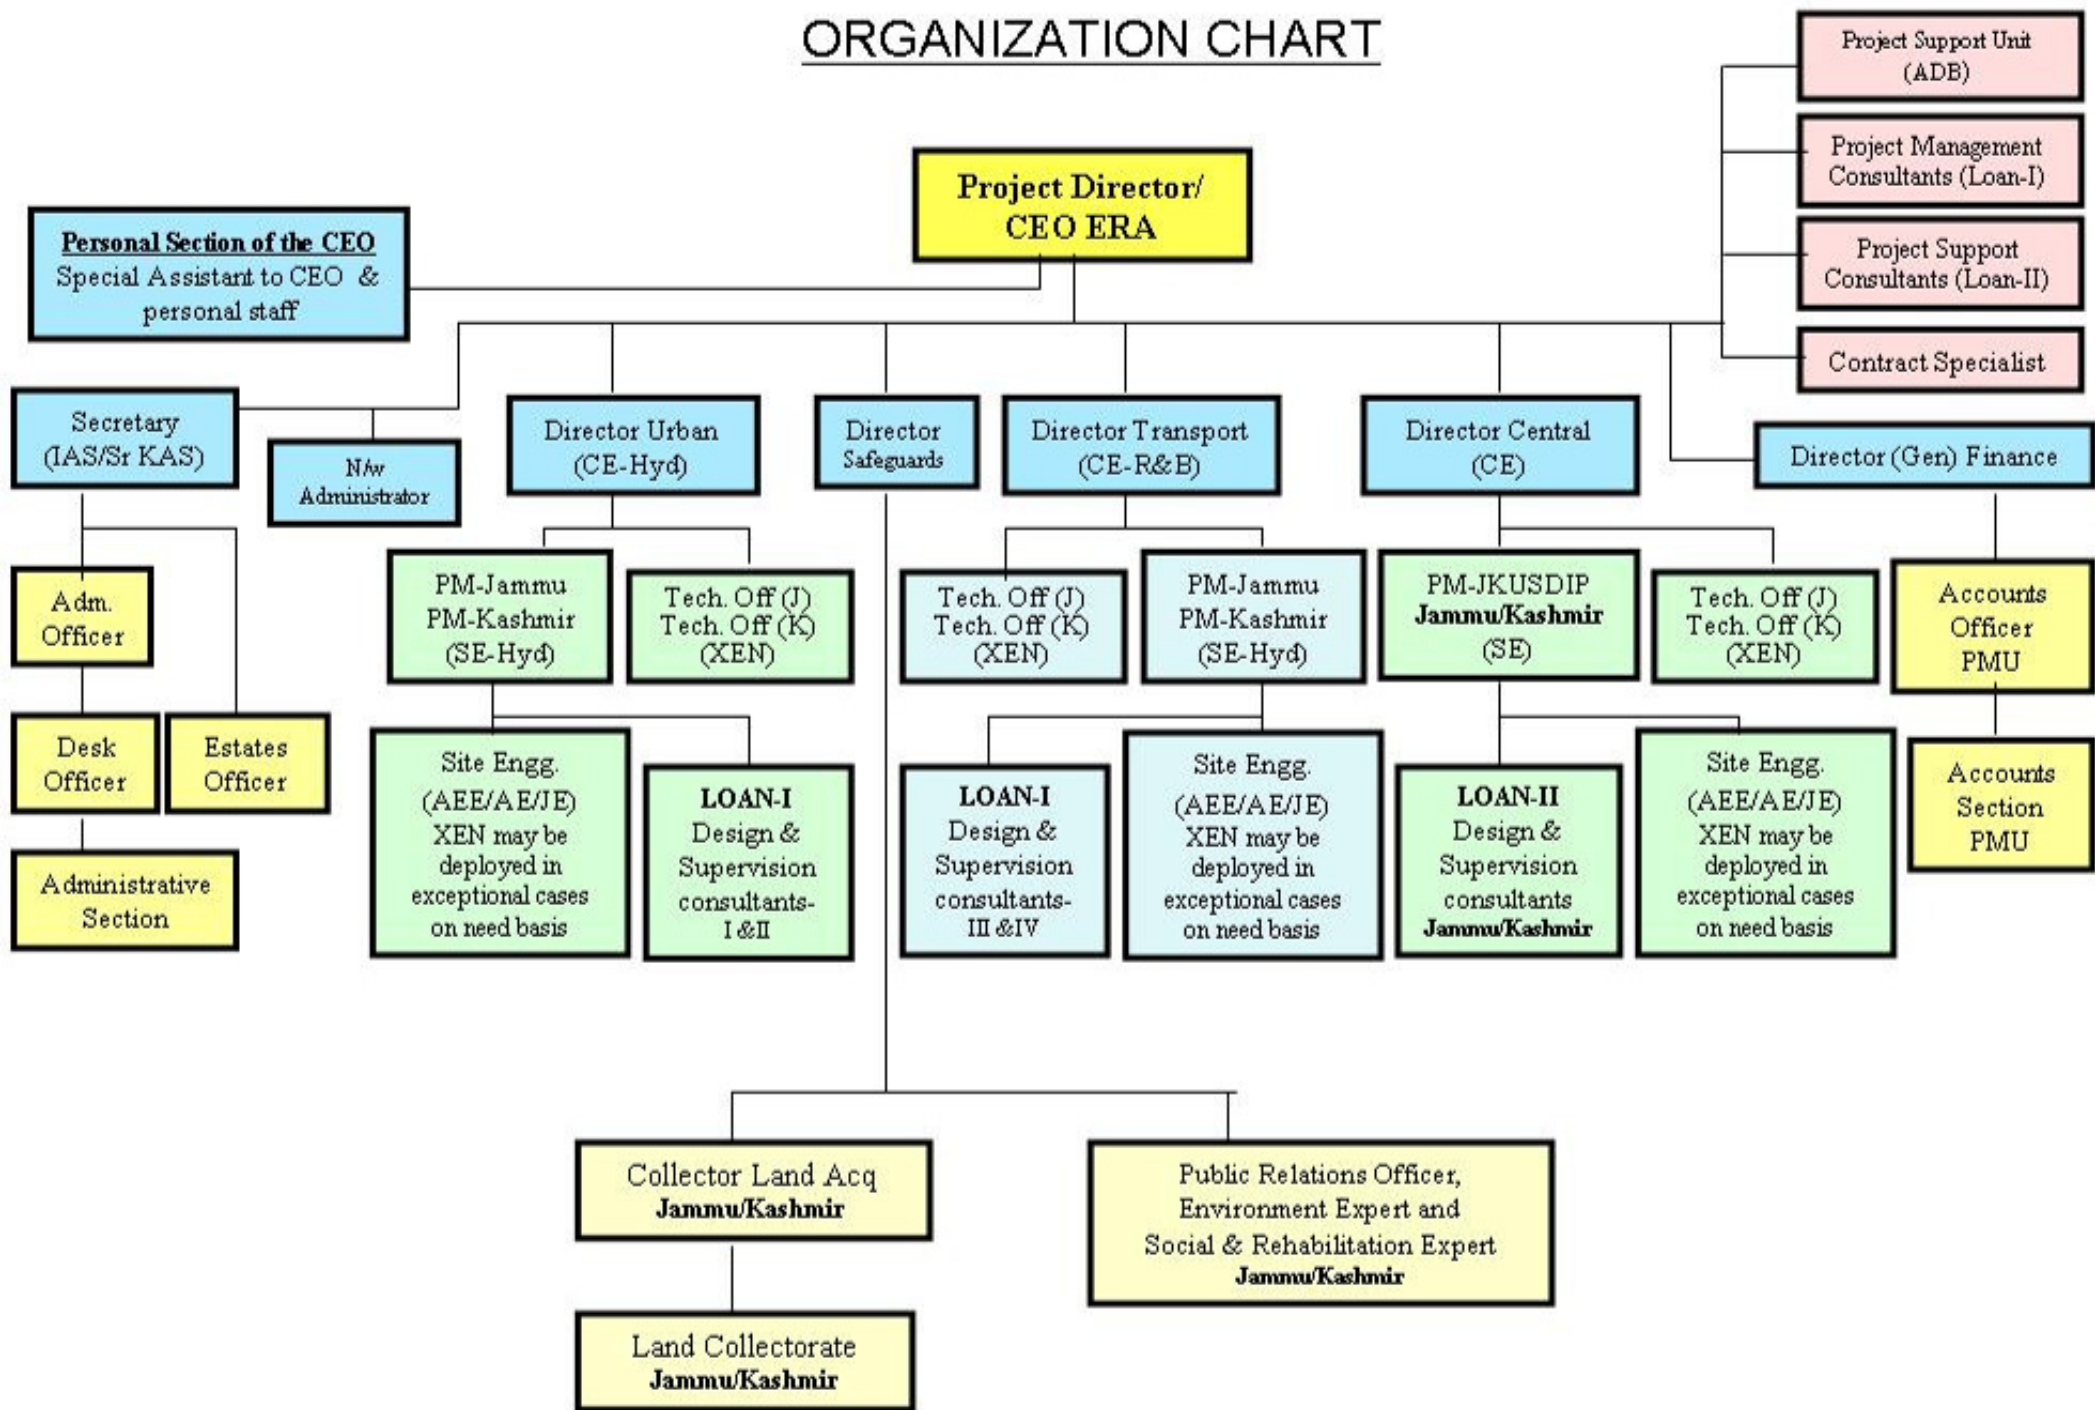 ORGANIZATION CHART
Project Support Unit
(ADB)
Project Management
Consultants (Loan-I)
Project Support
Consultants (Loan-II)
Contract Specialist
Project Director/
CEO ERA
Personal Section of the CEO
Special Assistant to CEO &
personal staff
Secretary
(IAS/Sr KAS)
N/w
Administrator
Director Urban
(CE-Hyd)
Director
Safeguards
Director Transport
(CE-R&B)
Director Central
(CE)
Director (Gen) Finance
Adm.
Officer
PM-Jammu
PM-Kashmir
(SE-Hyd)
Tech. Off (J)
Tech. Off (K)
(XEN)
Tech. Off (J)
Tech. Off (K)
(XEN)
PM-Jammu
PM-Kashmir
(SE-Hyd)
PM-JKUSDIP
Jammu/Kashmir
(SE)
Tech. Off (J)
Tech. Off (K)
(XEN)
Accounts
Officer
PMU
Desk
Officer
Estates
Officer
Site Engg.
(AEE/AE/JE)
XEN may be
deployed in
exceptional cases
on need basis
LOAN-I
Design &
Supervision
consultants-
I &II
LOAN-I
Design &
Supervision
consultants-
III &IV
Site Engg.
(AEE/AE/JE)
XEN may be
deployed in
exceptional cases
on need basis
LOAN-II
Design &
Supervision
consultants
Jammu/Kashmir
Site Engg.
(AEE/AE/JE)
XEN may be
deployed in
exceptional cases
on need basis
Accounts
Section
PMU
Administrative
Section
Collector Land Acq
Jammu/Kashmir
Public Relations Officer,
Environment Expert and
Social & Rehabilitation Expert
Jammu/Kashmir
Land Collectorate
Jammu/Kashmir